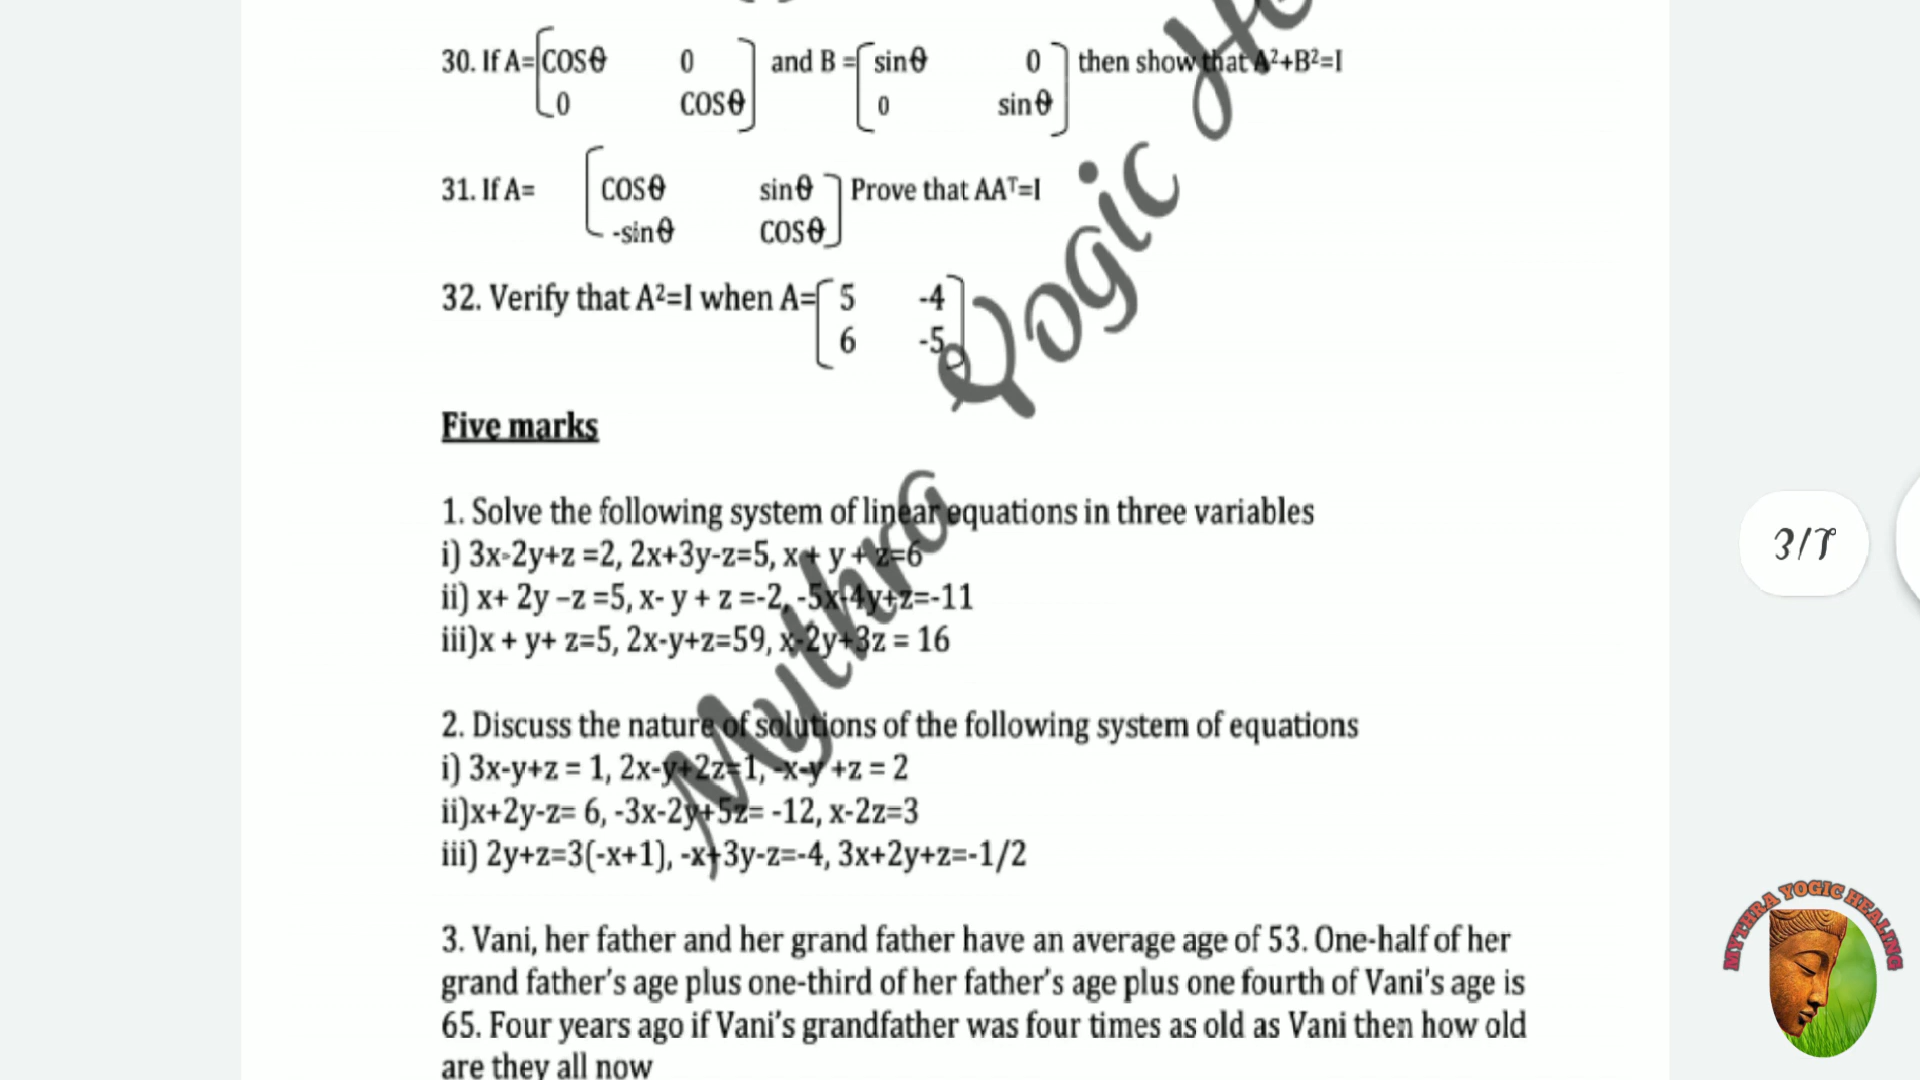 30. If A= COSθ 0 and B = sinθ 0 then show that A²+B²=I
0 COSθ 0 sinθ
31. If A= COSθ sinθ Prove that AAᵀ=I
-sinθ COSθ
32. Verify that A²=I when A= 5 -4
6 -5
Five marks
1. Solve the following system of linear equations in three variables
i) 3x-2y+z =2, 2x+3y-z=5, x+ y + z=6
ii) x+ 2y –z =5, x- y + z =-2, -5x-4y+z=-11
iii)x + y+ z=5, 2x-y+z=59, x-2y+3z = 16
2. Discuss the nature of solutions of the following system of equations
i) 3x-y+z = 1, 2x-y+2z=1, -x-y +z = 2
ii)x+2y-z= 6, -3x-2y+5z= -12, x-2z=3
iii) 2y+z=3(-x+1), -x+3y-z=-4, 3x+2y+z=-1/2
3. Vani, her father and her grand father have an average age of 53. One-half of her
grand father's age plus one-third of her father's age plus one fourth of Vani's age is
65. Four years ago if Vani's grandfather was four times as old as Vani then how old
are they all now
Mythra Yogic
3/7
MYTHRA YOGIC HEALING